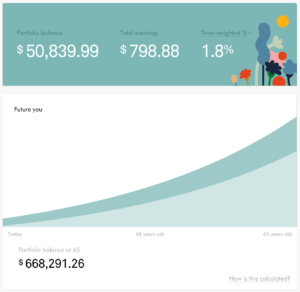 Portfolio balance
$50,839.99
Total earnings
$798.88
Time-weighted %
1.8%
Future you
Today
45 years old
65 years old
Portfolio balance at 65
$668,291.26
How is this calculated?